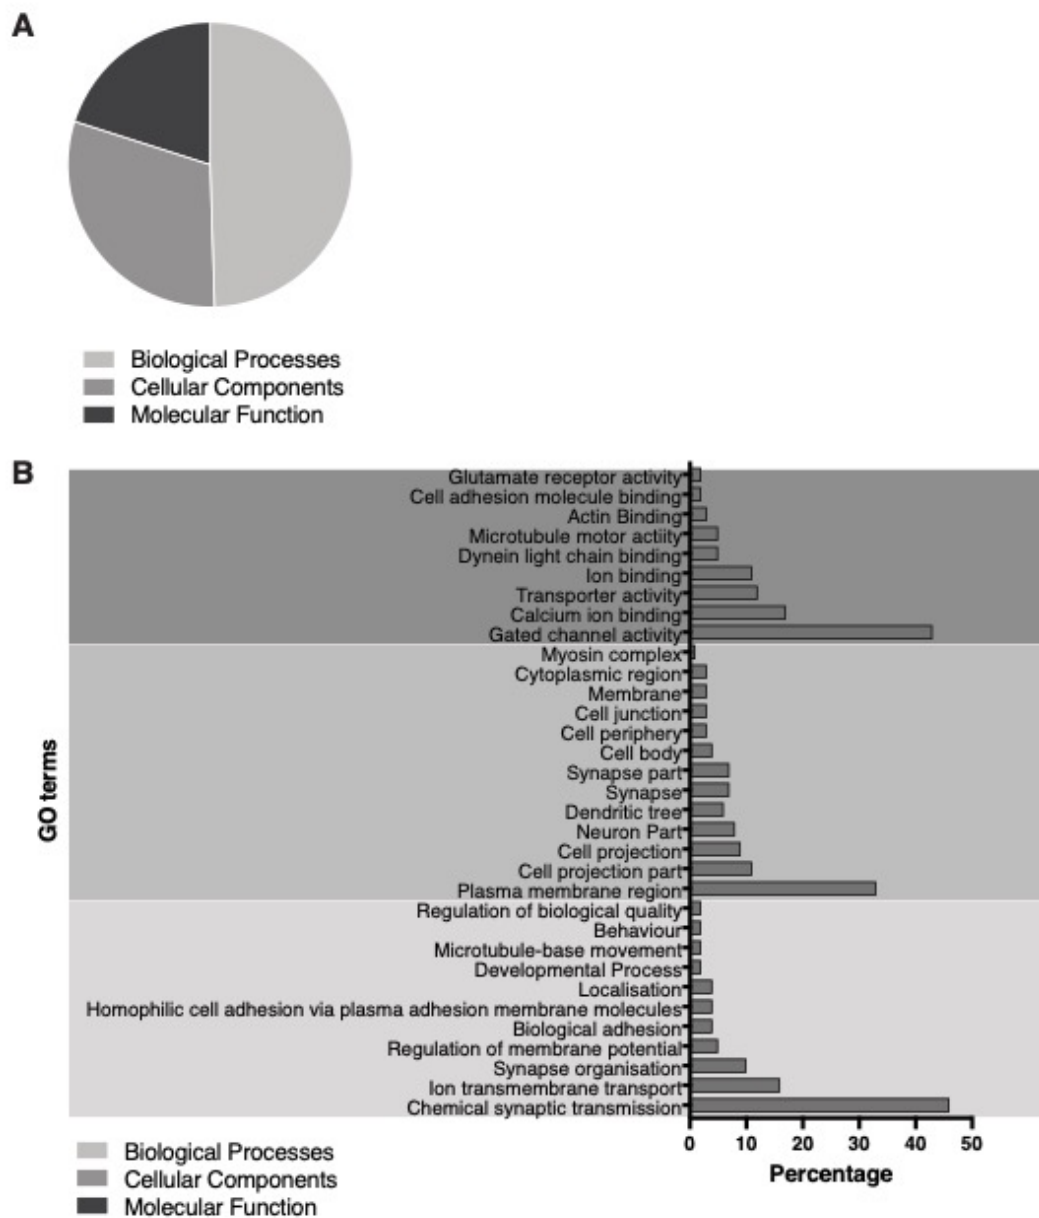 A
Biological Processes
Cellular Components
Molecular Function
B
GO terms
Glutamate receptor activity
Cell adhesion molecule binding
Actin Binding
Microtubule motor actiity
Dynein light chain binding
Ion binding
Transporter activity
Calcium ion binding
Gated channel activity
Myosin complex
Cytoplasmic region
Membrane
Cell junction
Cell periphery
Cell body
Synapse part
Synapse
Dendritic tree
Neuron Part
Cell projection
Cell projection part
Plasma membrane region
Regulation of biological quality
Behaviour
Microtubule-base movement
Developmental Process
Localisation
Homophilic cell adhesion via plasma adhesion membrane molecules
Biological adhesion
Regulation of membrane potential
Synapse organisation
Ion transmembrane transport
Chemical synaptic transmission
0 10 20 30 40 50
Percentage
Biological Processes
Cellular Components
Molecular Function